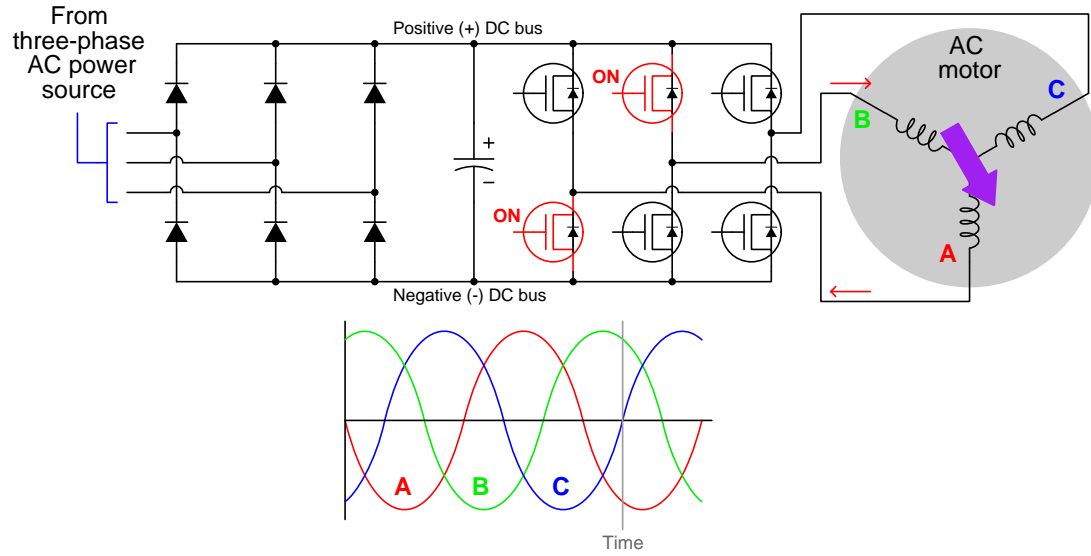 From
three-phase
AC power
source
Positive (+) DC bus
AC
motor
ON
C
B
+
-
ON
A
Negative (-) DC bus
A
B
C
Time